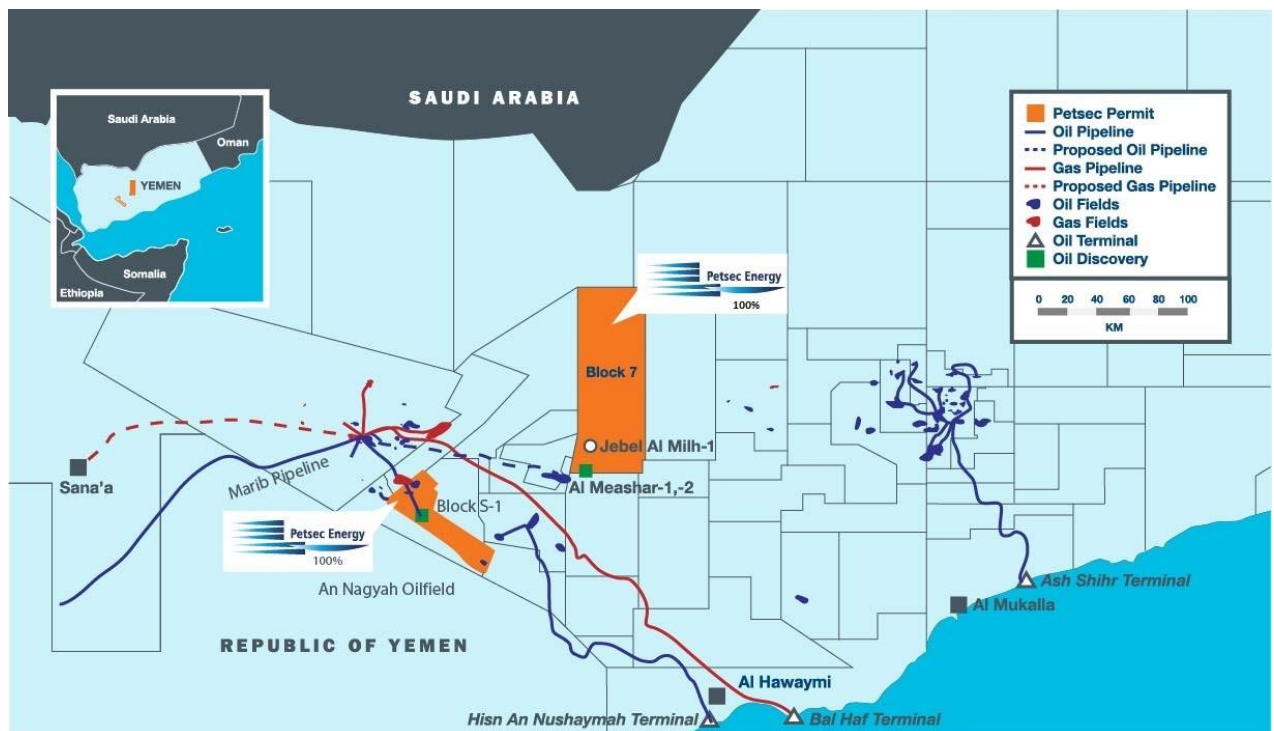 SAUDI ARABIA
Saudi Arabia
Oman
YEMEN
Somalia
Ethiopia
Petsec Permit
Oil Pipeline
Proposed Oil Pipeline
Gas Pipeline
Proposed Gas Pipeline
Oil Fields
Gas Fields
Oil Terminal
Oil Discovery
0 20 40 60 80 100
KM
Petsec Energy
100%
Block 7
Jebel Al Milh-1
Al Meashar-1,-2
Sana'a
Marib Pipeline
Block S-1
Petsec Energy
100%
An Nagyah Oilfield
REPUBLIC OF YEMEN
Ash Shihr Terminal
Al Mukalla
Al Hawaymi
Hisn An Nushaymah Terminal
Bal Haf Terminal